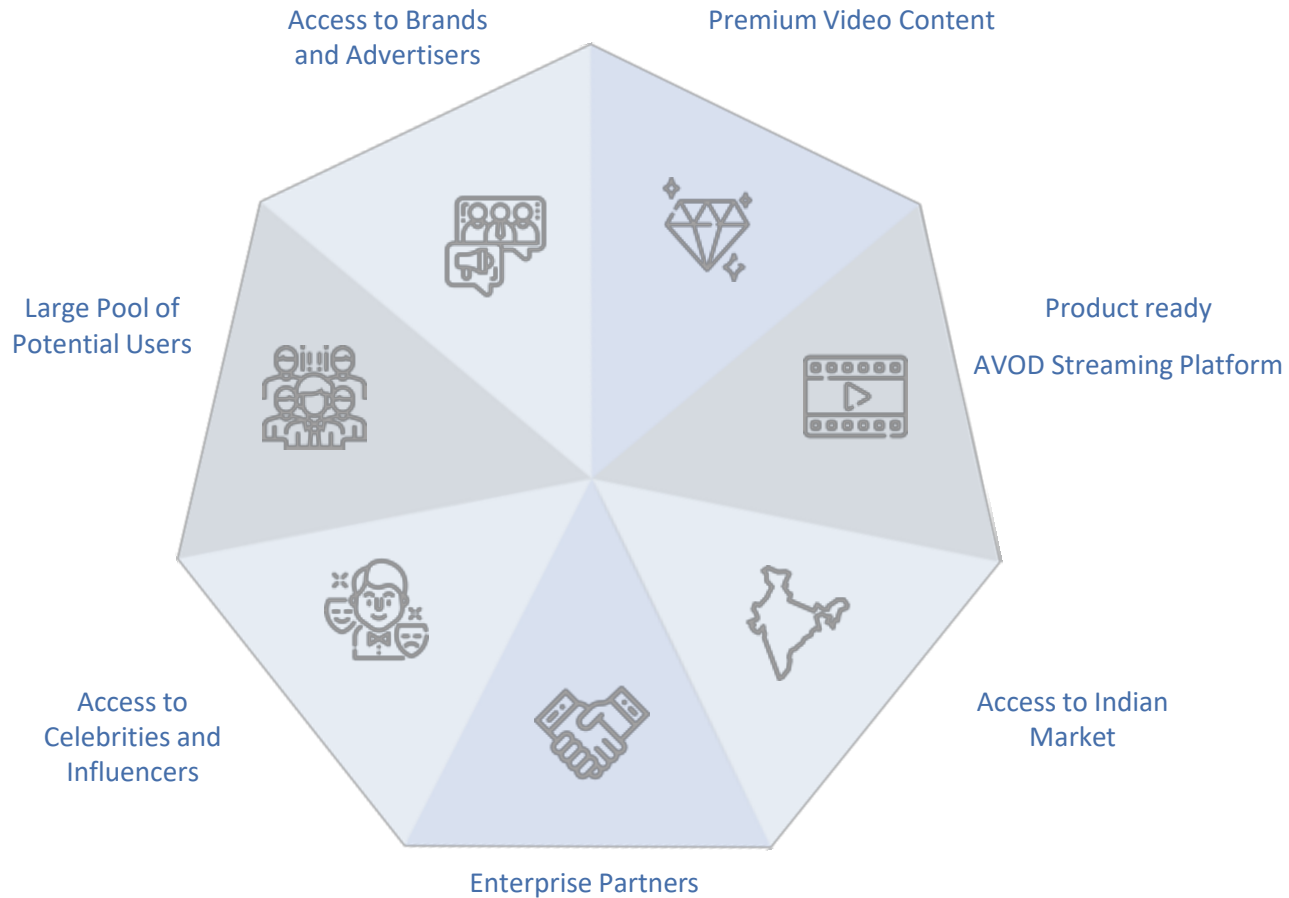 Access to Brands
and Advertisers
Premium Video Content
Large Pool of
Potential Users
Product ready
AVOD Streaming Platform
Access to
Celebrities and
Influencers
Access to Indian
Market
Enterprise Partners